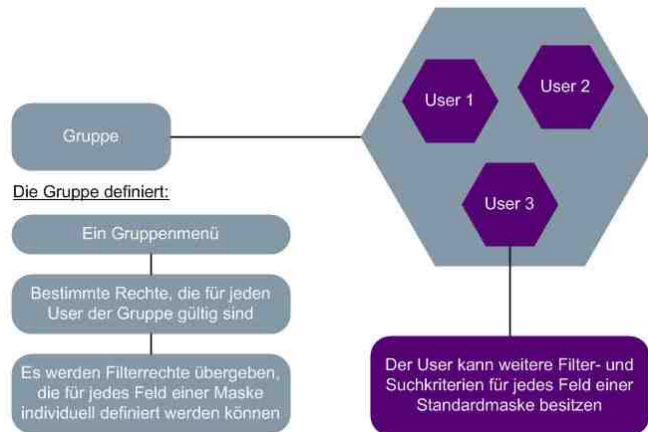 User 1
User 2
Gruppe
User 3
Die Gruppe definiert:
Ein Gruppenmenü
Bestimmte Rechte, die für jeden
User der Gruppe gültig sind
Es werden Filterrechte übergeben,
die für jedes Feld einer Maske
individuell definiert werden können
Der User kann weitere Filter- und
Suchkriterien für jedes Feld einer
Standardmaske besitzen